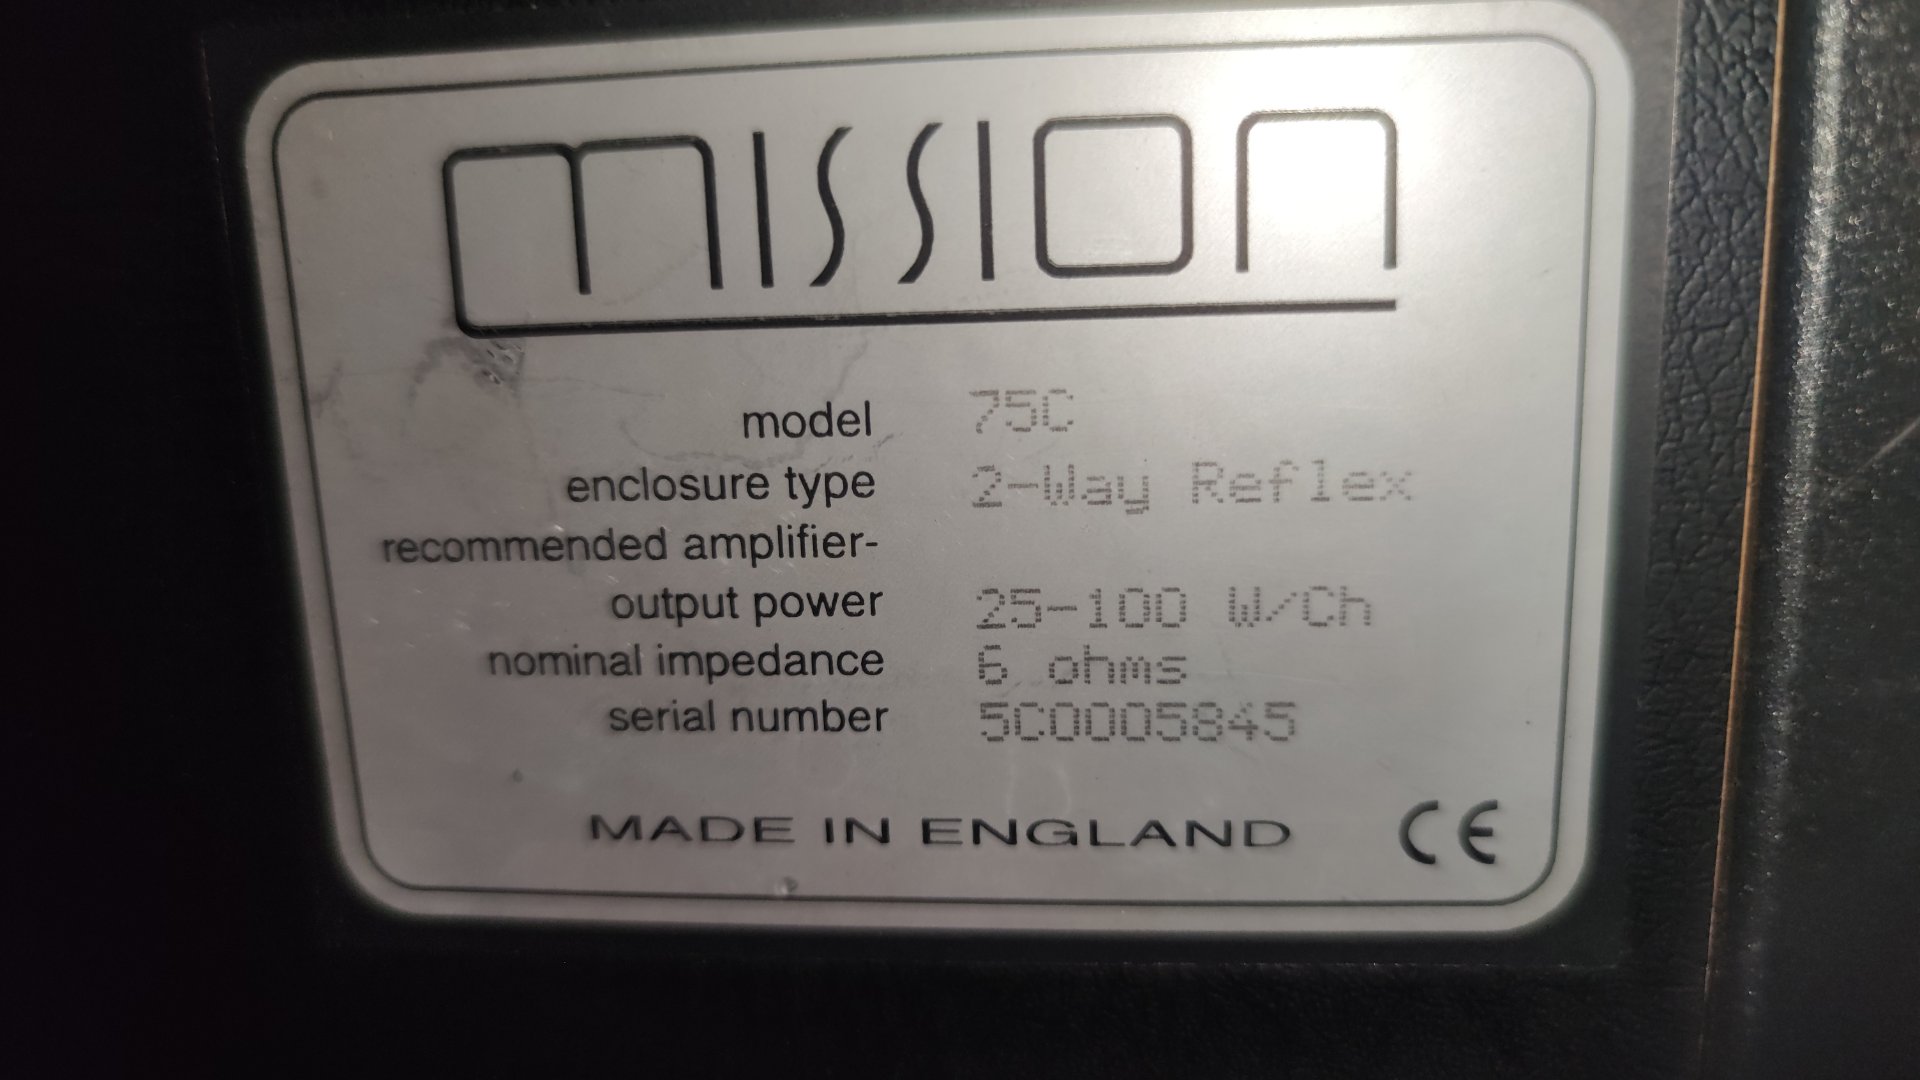 mission
model 75C
enclosure type 2-Way Reflex
recommended amplifier-
output power 25-100 W/Ch
nominal impedance 6 ohms
serial number 5C0005845
MADE IN ENGLAND CE